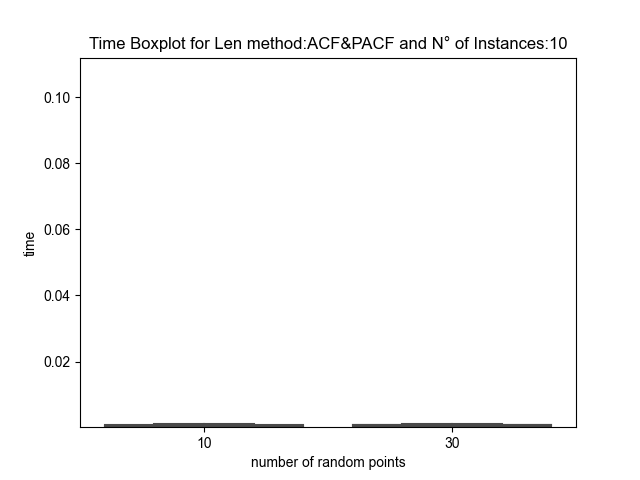 Time Boxplot for Len method:ACF&PACF and N° of Instances:10
0.10
0.08
0.06
0.04
0.02
time
10 30
number of random points